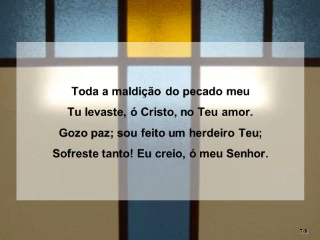 Toda a maldição do pecado meu
Tu levaste, ó Cristo, no Teu amor.
Gozo paz; sou feito um herdeiro Teu;
Sofreste tanto! Eu creio, ó meu Senhor.